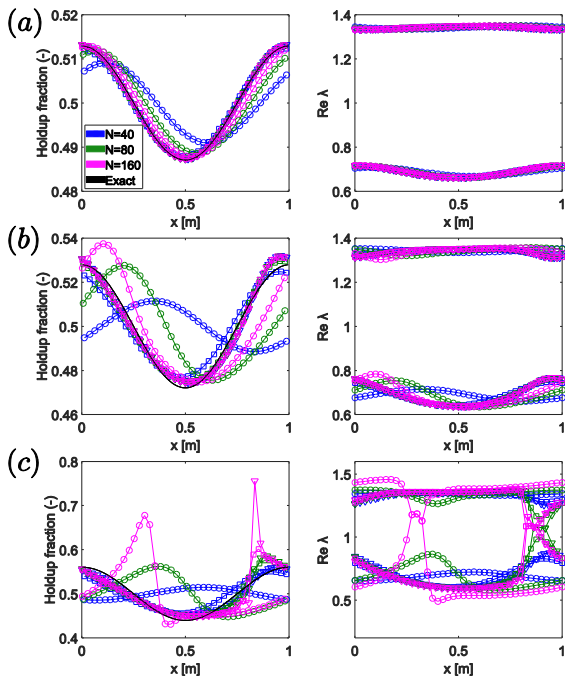 (a)
Holdup fraction (-)
0.52
0.51
0.5
0.49
0.48
N=40
N=80
N=160
Exact
0 0.5 1
x [m]
Re λ
1.4
1.2
1
0.8
0.6
0 0.5 1
x [m]
(b)
Holdup fraction (-)
0.54
0.52
0.5
0.48
0.46
0 0.5 1
x [m]
Re λ
1.4
1.2
1
0.8
0.6
0 0.5 1
x [m]
(c)
Holdup fraction (-)
0.8
0.7
0.6
0.5
0.4
0 0.5 1
x [m]
Re λ
1.5
1
0.5
0 0.5 1
x [m]